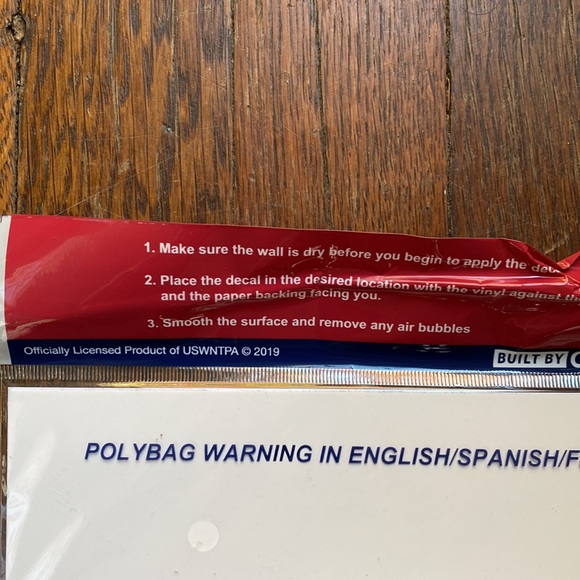 1. Make sure the wall is dry before you begin to apply the
2. Place the decal in the desired location with the vinyl against
and the paper backing facing you.
3. Smooth the surface and remove any air bubbles
Officially Licensed Product of USWNTPA © 2019
BUILT BY
POLYBAG WARNING IN ENGLISH/SPANISH/